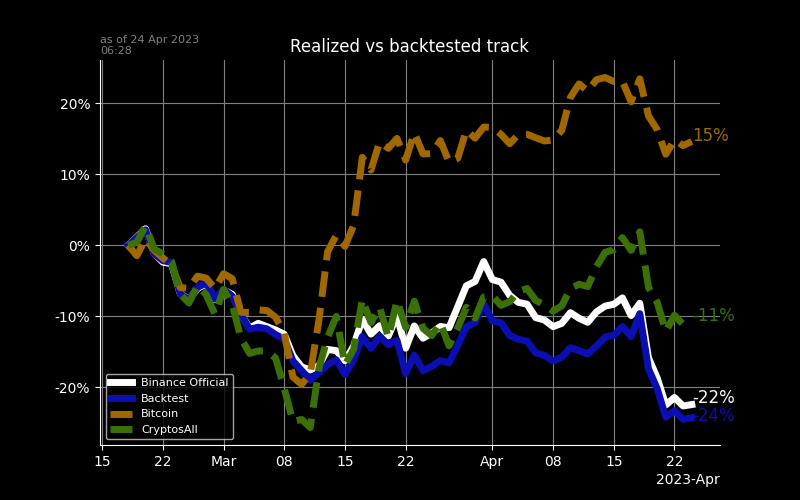 as of 24 Apr 2023
06:28
Realized vs backtested track
20%
10%
0%
-10%
-20%
15%
-11%
-22%
-24%
Binance Official
Backtest
Bitcoin
CryptosAll
15 22 Mar 08 15 22 Apr 08 15 22
2023-Apr